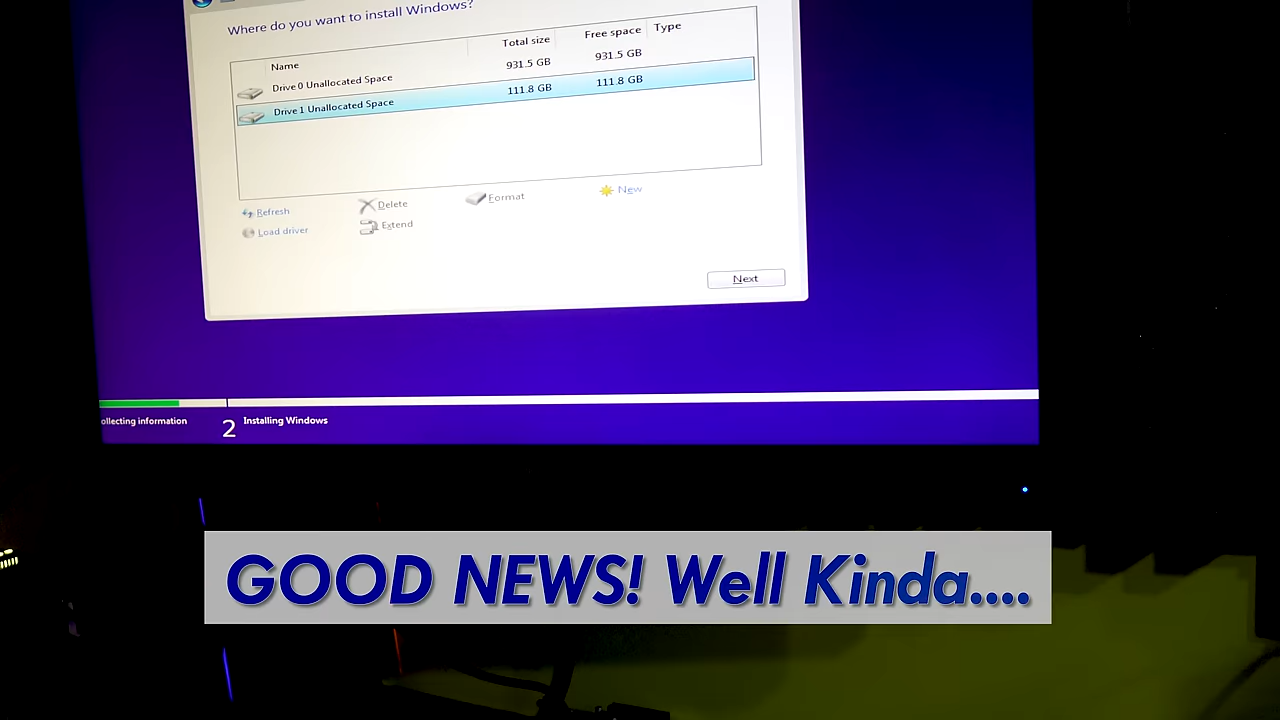 Where do you want to install Windows?
Name Total size Free space Type
Drive 0 Unallocated Space 931.5 GB 931.5 GB
Drive 1 Unallocated Space 111.8 GB 111.8 GB
Refresh Delete Format New
Load driver Extend
Next
ollecting information 2 Installing Windows
GOOD NEWS! Well Kinda....